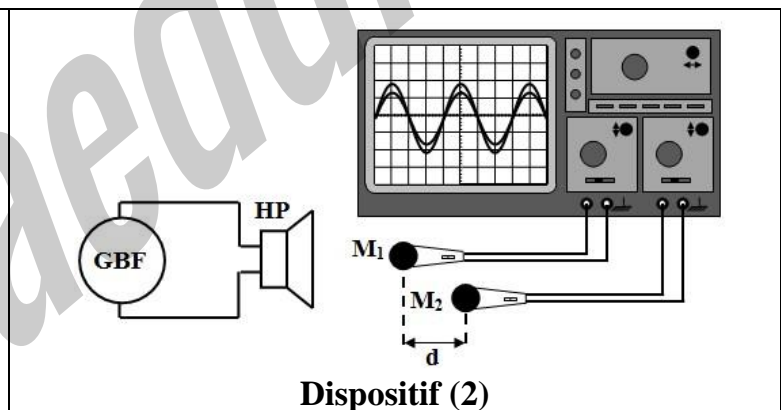 HP
GBF
M₁
M₂
d
Dispositif (2)